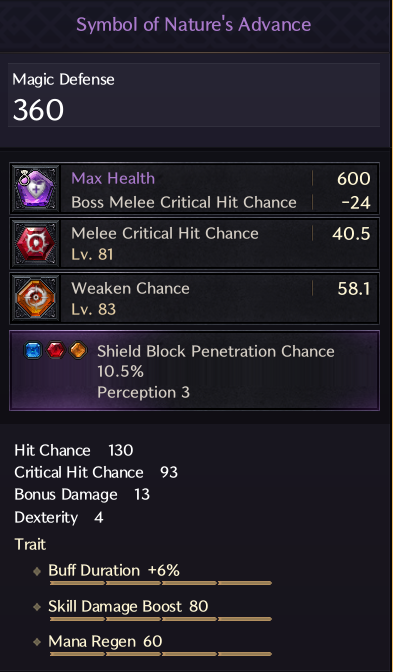 Symbol of Nature's Advance
Magic Defense
360
Max Health 600
Boss Melee Critical Hit Chance -24
Melee Critical Hit Chance 40.5
Lv. 81
Weaken Chance 58.1
Lv. 83
Shield Block Penetration Chance
10.5%
Perception 3
Hit Chance 130
Critical Hit Chance 93
Bonus Damage 13
Dexterity 4
Trait
Buff Duration +6%
Skill Damage Boost 80
Mana Regen 60